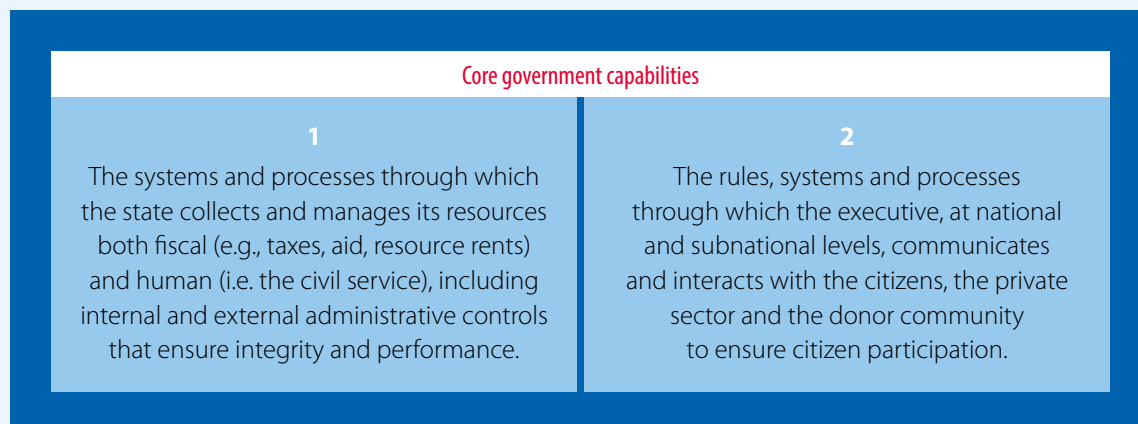 Core government capabilities
1
The systems and processes through which
the state collects and manages its resources
both fiscal (e.g., taxes, aid, resource rents)
and human (i.e. the civil service), including
internal and external administrative controls
that ensure integrity and performance.
2
The rules, systems and processes
through which the executive, at national
and subnational levels, communicates
and interacts with the citizens, the private
sector and the donor community
to ensure citizen participation.